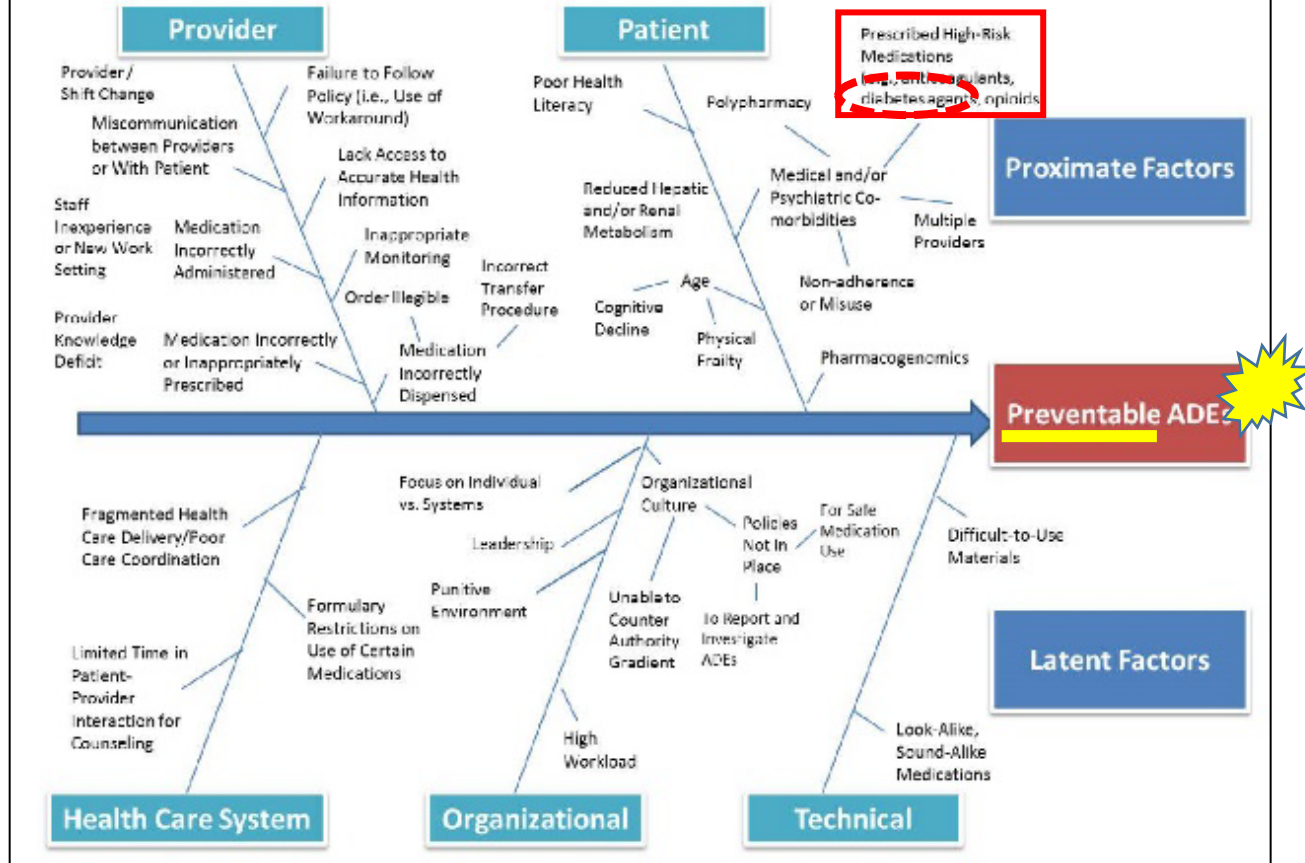 Provider
Patient
Prescribed High-Risk
Medications
(e.g., anticoagulants,
diabetes agents, opioids
Provider/
Shift Change
Failure to Follow
Policy (i.e., Use of
Workaround)
Poor Health
Literacy
Polypharmacy
Miscommunication
between Providers
or With Patient
Lack Access to
Accurate Health
Information
Reduced Hepatic
and/or Renal
Metabolism
Medical and/or
Psychiatric Co-
morbidities
Proximate Factors
Staff
Inexperience
or New Work
Setting
Medication
Incorrectly
Administered
Inappropriate
Monitoring
Multiple
Providers
Order Illegible
Incorrect
Transfer
Procedure
Age
Cognitive
Decline
Physical
Frailty
Non-adherence
or Misuse
Provider
Knowledge
Deficit
Medication Incorrectly
or Inappropriately
Prescribed
Medication
Incorrectly
Dispensed
Pharmacogenomics
Preventable ADEs
Fragmented Health
Care Delivery/Poor
Care Coordination
Focus on Individual
vs. Systems
Organizational
Culture
Policies
Not In
Place
For Safe
Medication
Use
Difficult-to-Use
Materials
Leadership
Punitive
Environment
Formulary
Restrictions on
Use of Certain
Medications
Unable to
Counter
Authority
Gradient
To Report and
Investigate
ADEs
Latent Factors
Limited Time in
Patient-
Provider
Interaction for
Counseling
High
Workload
Look-Alike,
Sound-Alike
Medications
Health Care System
Organizational
Technical